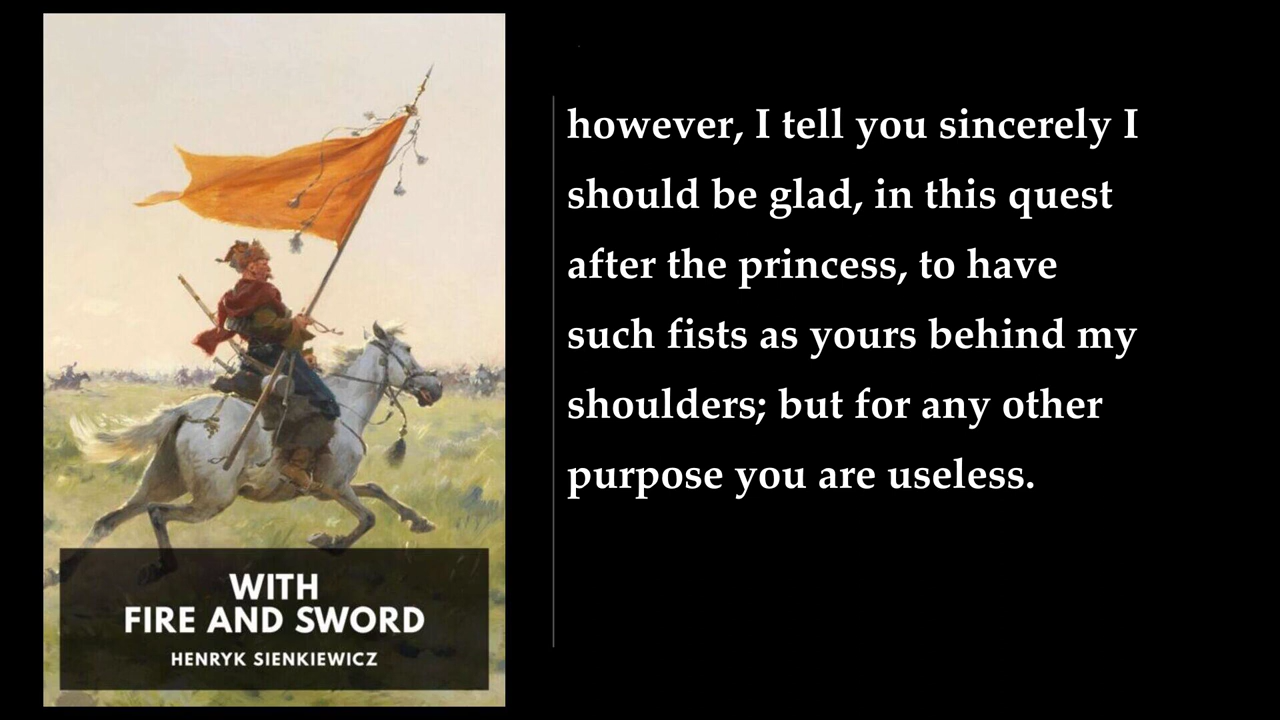 however, I tell you sincerely I
should be glad, in this quest
after the princess, to have
such fists as yours behind my
shoulders; but for any other
purpose you are useless.
WITH
FIRE AND SWORD
HENRYK SIENKIEWICZ